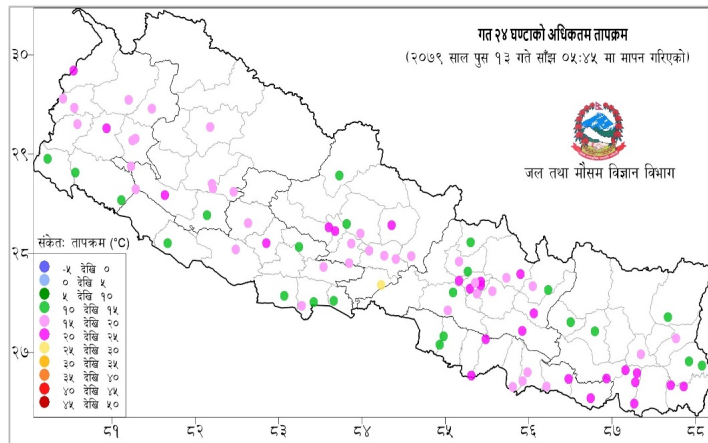 गत २४ घण्टाको अधिकतम तापक्रम
(२०७९ साल पुस १३ गते साँझ ०५:४५ मा मापन गरिएको)
जल तथा मौसम विज्ञान विभाग
३०
२९
२८
२७
संकेतः तापक्रम (°C)
-५ देखि ०
० देखि ५
५ देखि १०
१० देखि १५
१५ देखि २०
२० देखि २५
२५ देखि ३०
३० देखि ३५
३५ देखि ४०
४० देखि ४५
४५ देखि ५०
८१ ८२ ८३ ८४ ८५ ८६ ८७ ८८